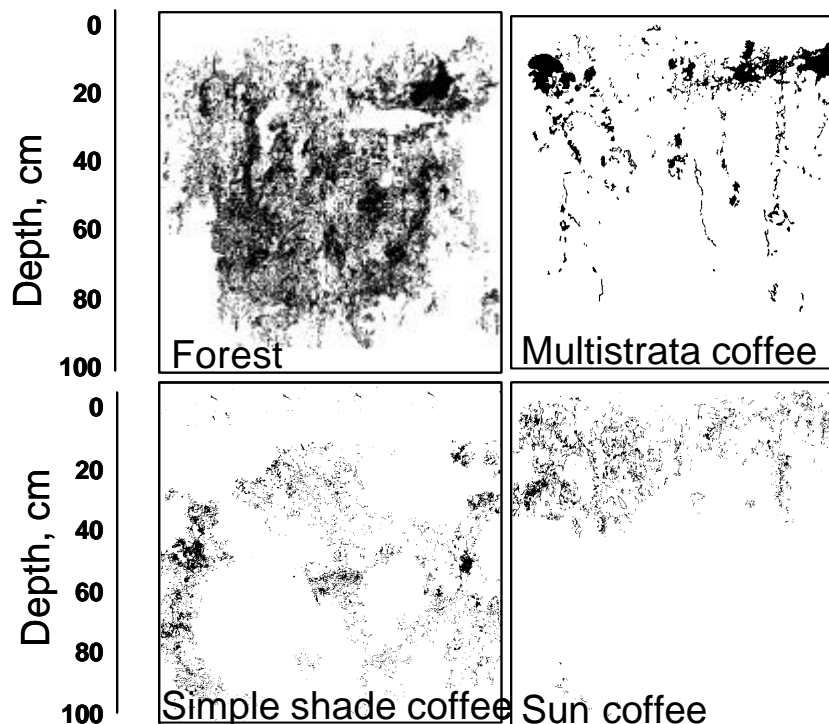 Depth, cm
0
20
40
60
80
100
Forest
Multistrata coffee
Depth, cm
0
20
40
60
80
100
Simple shade coffee
Sun coffee